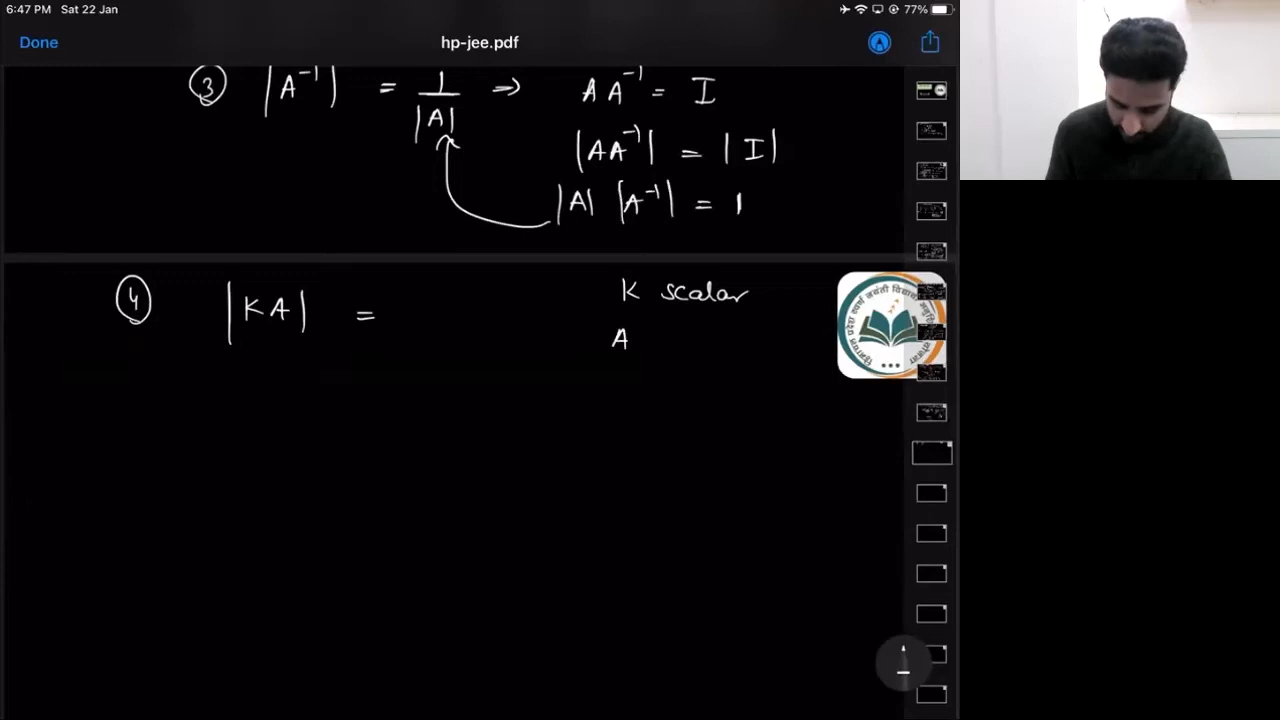 6:47 PM Sat 22 Jan
77%
Done
hp-jee.pdf
③ |A⁻¹| = 1/|A| ⇒ AA⁻¹ = I
|AA⁻¹| = |I|
|A| |A⁻¹| = 1
④ |KA| =
K scalar
A